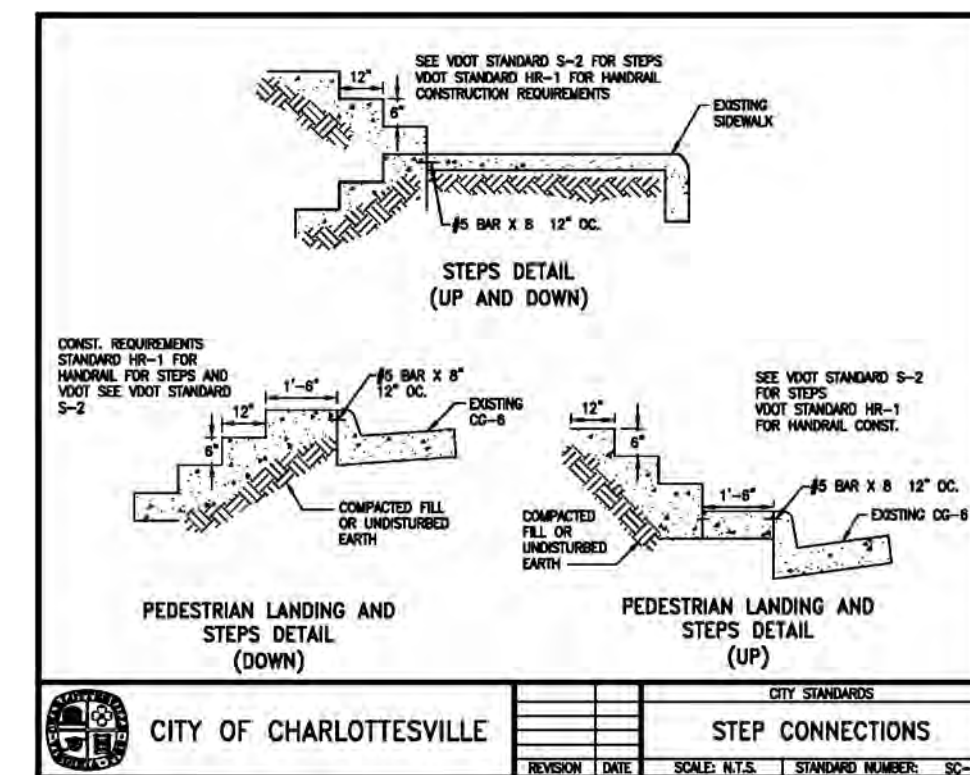 SEE VDOT STANDARD S-2 FOR STEPS
VDOT STANDARD HR-1 FOR HANDRAIL
CONSTRUCTION REQUIREMENTS
12"
6"
EXISTING
SIDEWALK
#5 BAR X 8 12" OC.
STEPS DETAIL
(UP AND DOWN)
CONST. REQUIREMENTS
STANDARD HR-1 FOR
HANDRAIL FOR STEPS AND
VDOT SEE VDOT STANDARD
S-2
1'-6"
12"
6"
#5 BAR X 8"
12" OC.
EXISTING
CG-6
COMPACTED FILL
OR UNDISTURBED
EARTH
PEDESTRIAN LANDING AND
STEPS DETAIL
(DOWN)
SEE VDOT STANDARD S-2
FOR STEPS
VDOT STANDARD HR-1
FOR HANDRAIL CONST.
12"
6"
1'-6"
#5 BAR X 8 12" OC.
EXISTING CG-6
COMPACTED
FILL OR
UNDISTURBED
EARTH
PEDESTRIAN LANDING AND
STEPS DETAIL
(UP)
CITY OF CHARLOTTESVILLE
REVISION DATE
CITY STANDARDS
STEP CONNECTIONS
SCALE: N.T.S. STANDARD NUMBER: SC-